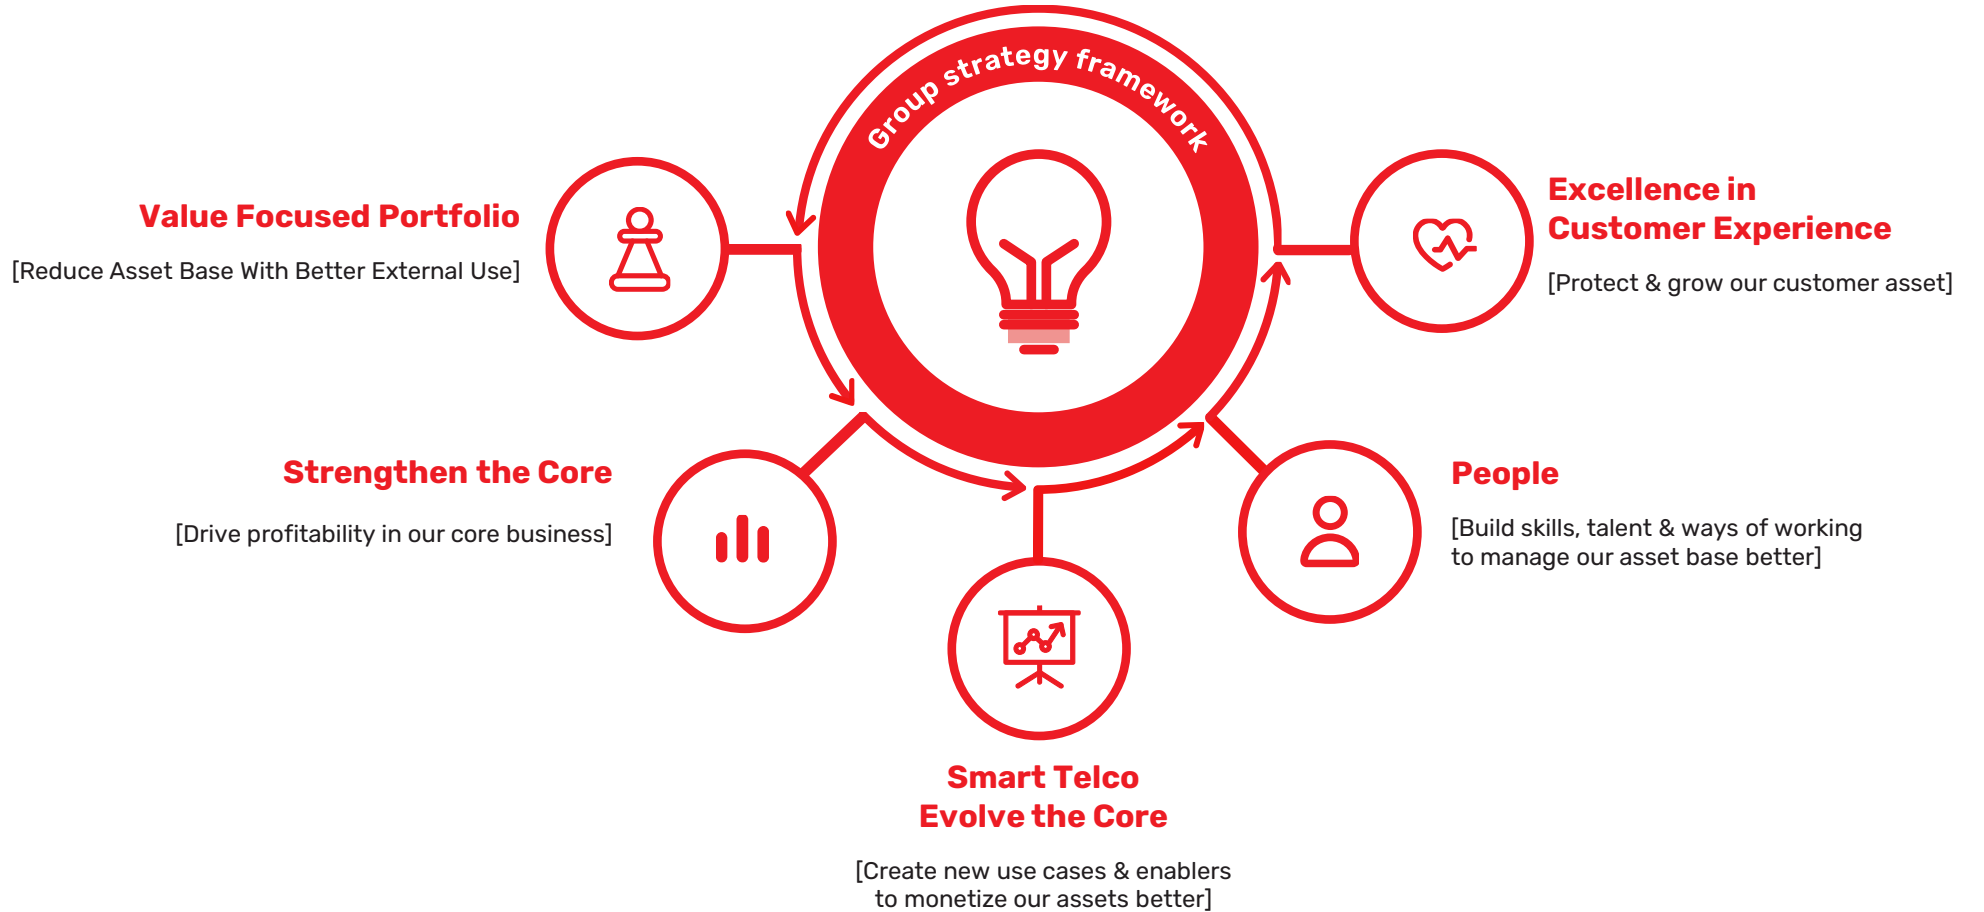 Group strategy framework
Value Focused Portfolio
[Reduce Asset Base With Better External Use]
Excellence in
Customer Experience
[Protect & grow our customer asset]
Strengthen the Core
[Drive profitability in our core business]
People
[Build skills, talent & ways of working
to manage our asset base better]
Smart Telco
Evolve the Core
[Create new use cases & enablers
to monetize our assets better]